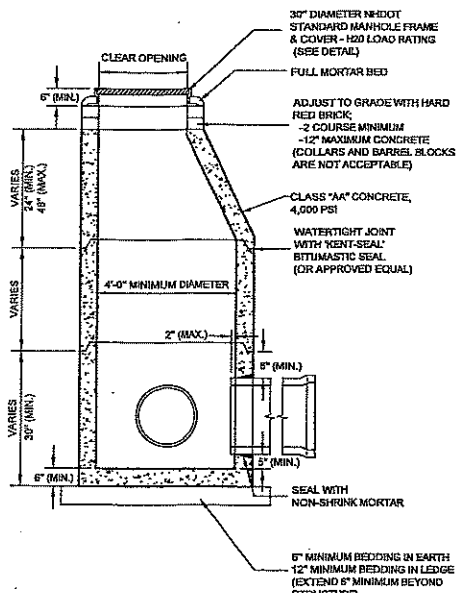 30" DIAMETER NHDOT
STANDARD MANHOLE FRAME
& COVER - H20 LOAD RATING
(SEE DETAIL)
CLEAR OPENING
FULL MORTAR BED
6" (MIN.)
ADJUST TO GRADE WITH HARD
RED BRICK;
-2 COURSE MINIMUM
-12" MAXIMUM CONCRETE
(COLLARS AND BARREL BLOCKS
ARE NOT ACCEPTABLE)
VARIES
24" (MIN.)
48" (MAX.)
CLASS "AA" CONCRETE,
4,000 PSI
WATERTIGHT JOINT
WITH 'KENT-SEAL'
BITUMASTIC SEAL
(OR APPROVED EQUAL)
VARIES
4'-0" MINIMUM DIAMETER
2" (MAX.)
VARIES
30" (MIN.)
(MIN.)
6" (MIN.)
5" (MIN.)
SEAL WITH
NON-SHRINK MORTAR
6" MINIMUM BEDDING IN EARTH
12" MINIMUM BEDDING IN LEDGE
(EXTEND 6" MINIMUM BEYOND